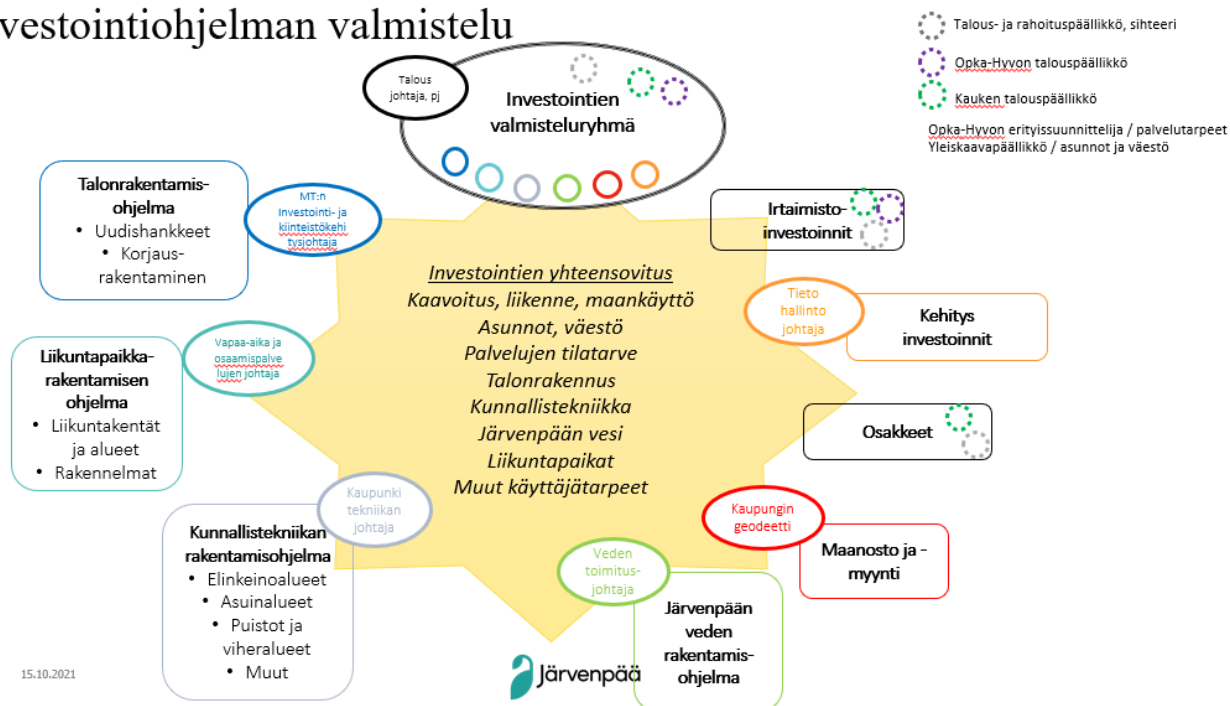 vestointiohjelman valmistelu
Talous- ja rahoituspäällikkö, sihteeri
Opka-Hyvon talouspäällikkö
Kauken talouspäällikkö
Opka-Hyvon erityissuunnittelija / palvelutarpeet
Yleiskaavapäällikkö / asunnot ja väestö
Talous
johtaja, pj
Investointien
valmisteluryhmä
Talonrakentamis-
ohjelma
• Uudishankkeet
• Korjaus-
rakentaminen
MT:n
Investointi- ja
kiinteistökehi
tysjohtaja
Irtaimisto-
investoinnit
Investointien yhteensovitus
Kaavoitus, liikenne, maankäyttö
Asunnot, väestö
Palvelujen tilatarve
Talonrakennus
Kunnallistekniikka
Järvenpään vesi
Liikuntapaikat
Muut käyttäjätarpeet
Tieto
hallinto
johtaja
Kehitys
investoinnit
Liikuntapaikka-
rakentamisen
ohjelma
• Liikuntakentät
ja alueet
• Rakennelmat
Vapaa-aika ja
osaamispalve
lujen johtaja
Osakkeet
Kaupunki
tekniikan
johtaja
Kunnallistekniikan
rakentamisohjelma
• Elinkeinoalueet
• Asuinalueet
• Puistot ja
viheralueet
• Muut
Kaupungin
geodeetti
Maanosto ja -
myynti
Veden
toimitus-
johtaja
Järvenpään
veden
rakentamis-
ohjelma
15.10.2021
Järvenpää